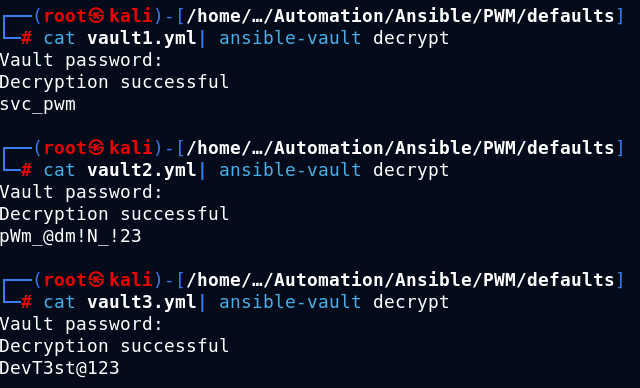 ┌──(root㉿kali)-[/home/…/Automation/Ansible/PWM/defaults]
└─# cat vault1.yml| ansible-vault decrypt
Vault password:
Decryption successful
svc_pwm
┌──(root㉿kali)-[/home/…/Automation/Ansible/PWM/defaults]
└─# cat vault2.yml| ansible-vault decrypt
Vault password:
Decryption successful
pWm_@dm!N_!23
┌──(root㉿kali)-[/home/…/Automation/Ansible/PWM/defaults]
└─# cat vault3.yml| ansible-vault decrypt
Vault password:
Decryption successful
DevT3st@123